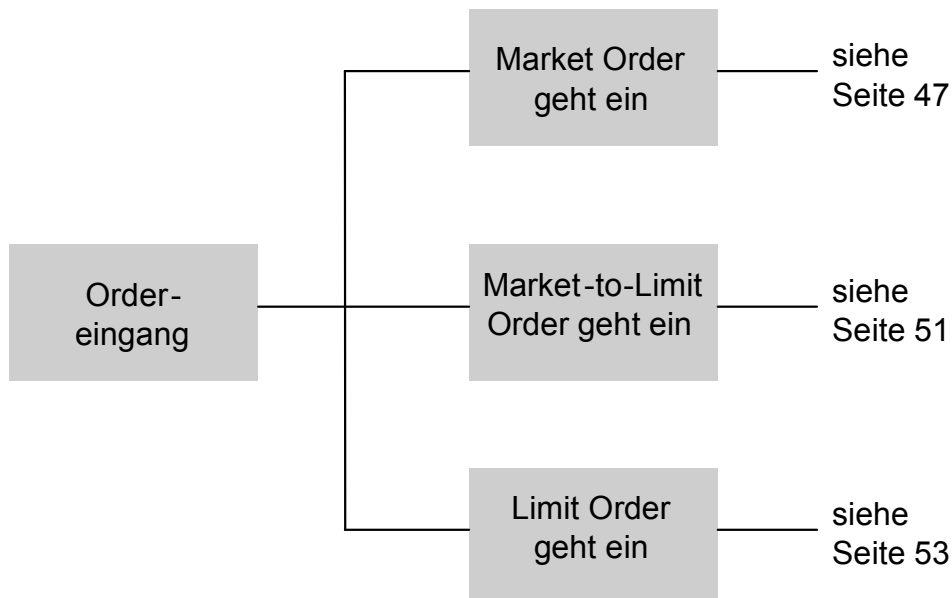 Market Order
geht ein
siehe
Seite 47
Order-
eingang
Market-to-Limit
Order geht ein
siehe
Seite 51
Limit Order
geht ein
siehe
Seite 53